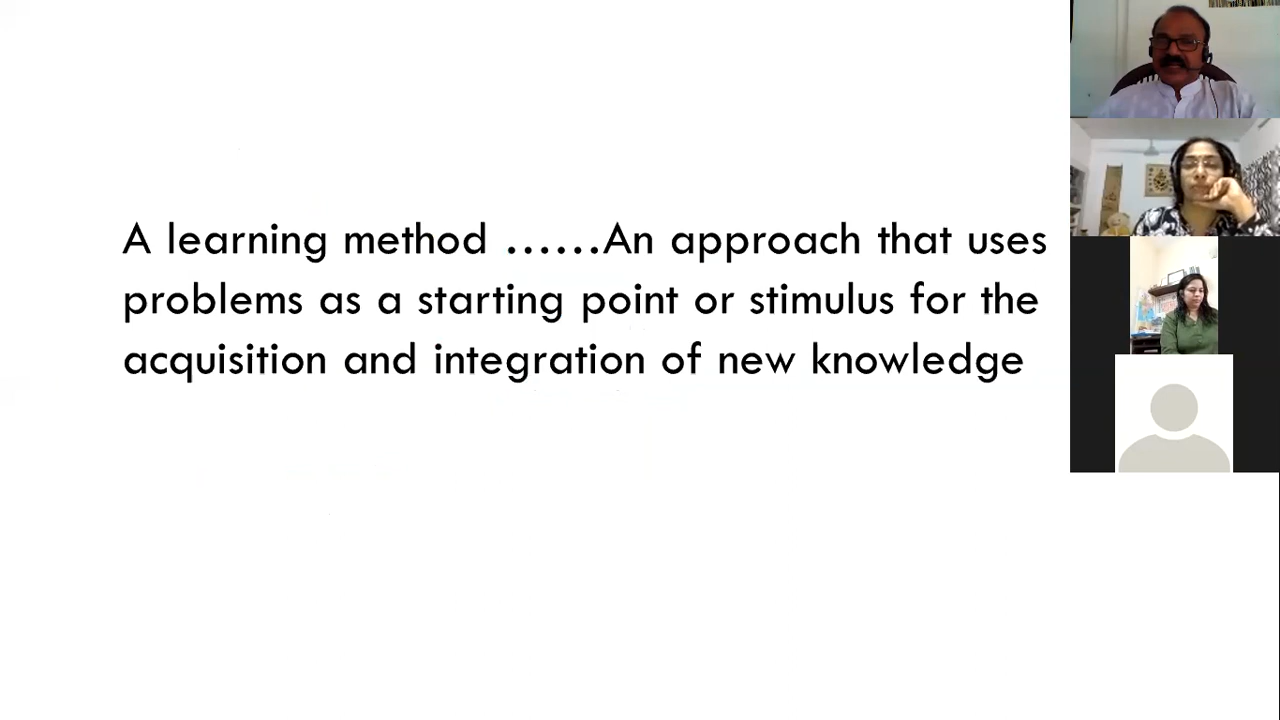 A learning method ......An approach that uses
problems as a starting point or stimulus for the
acquisition and integration of new knowledge